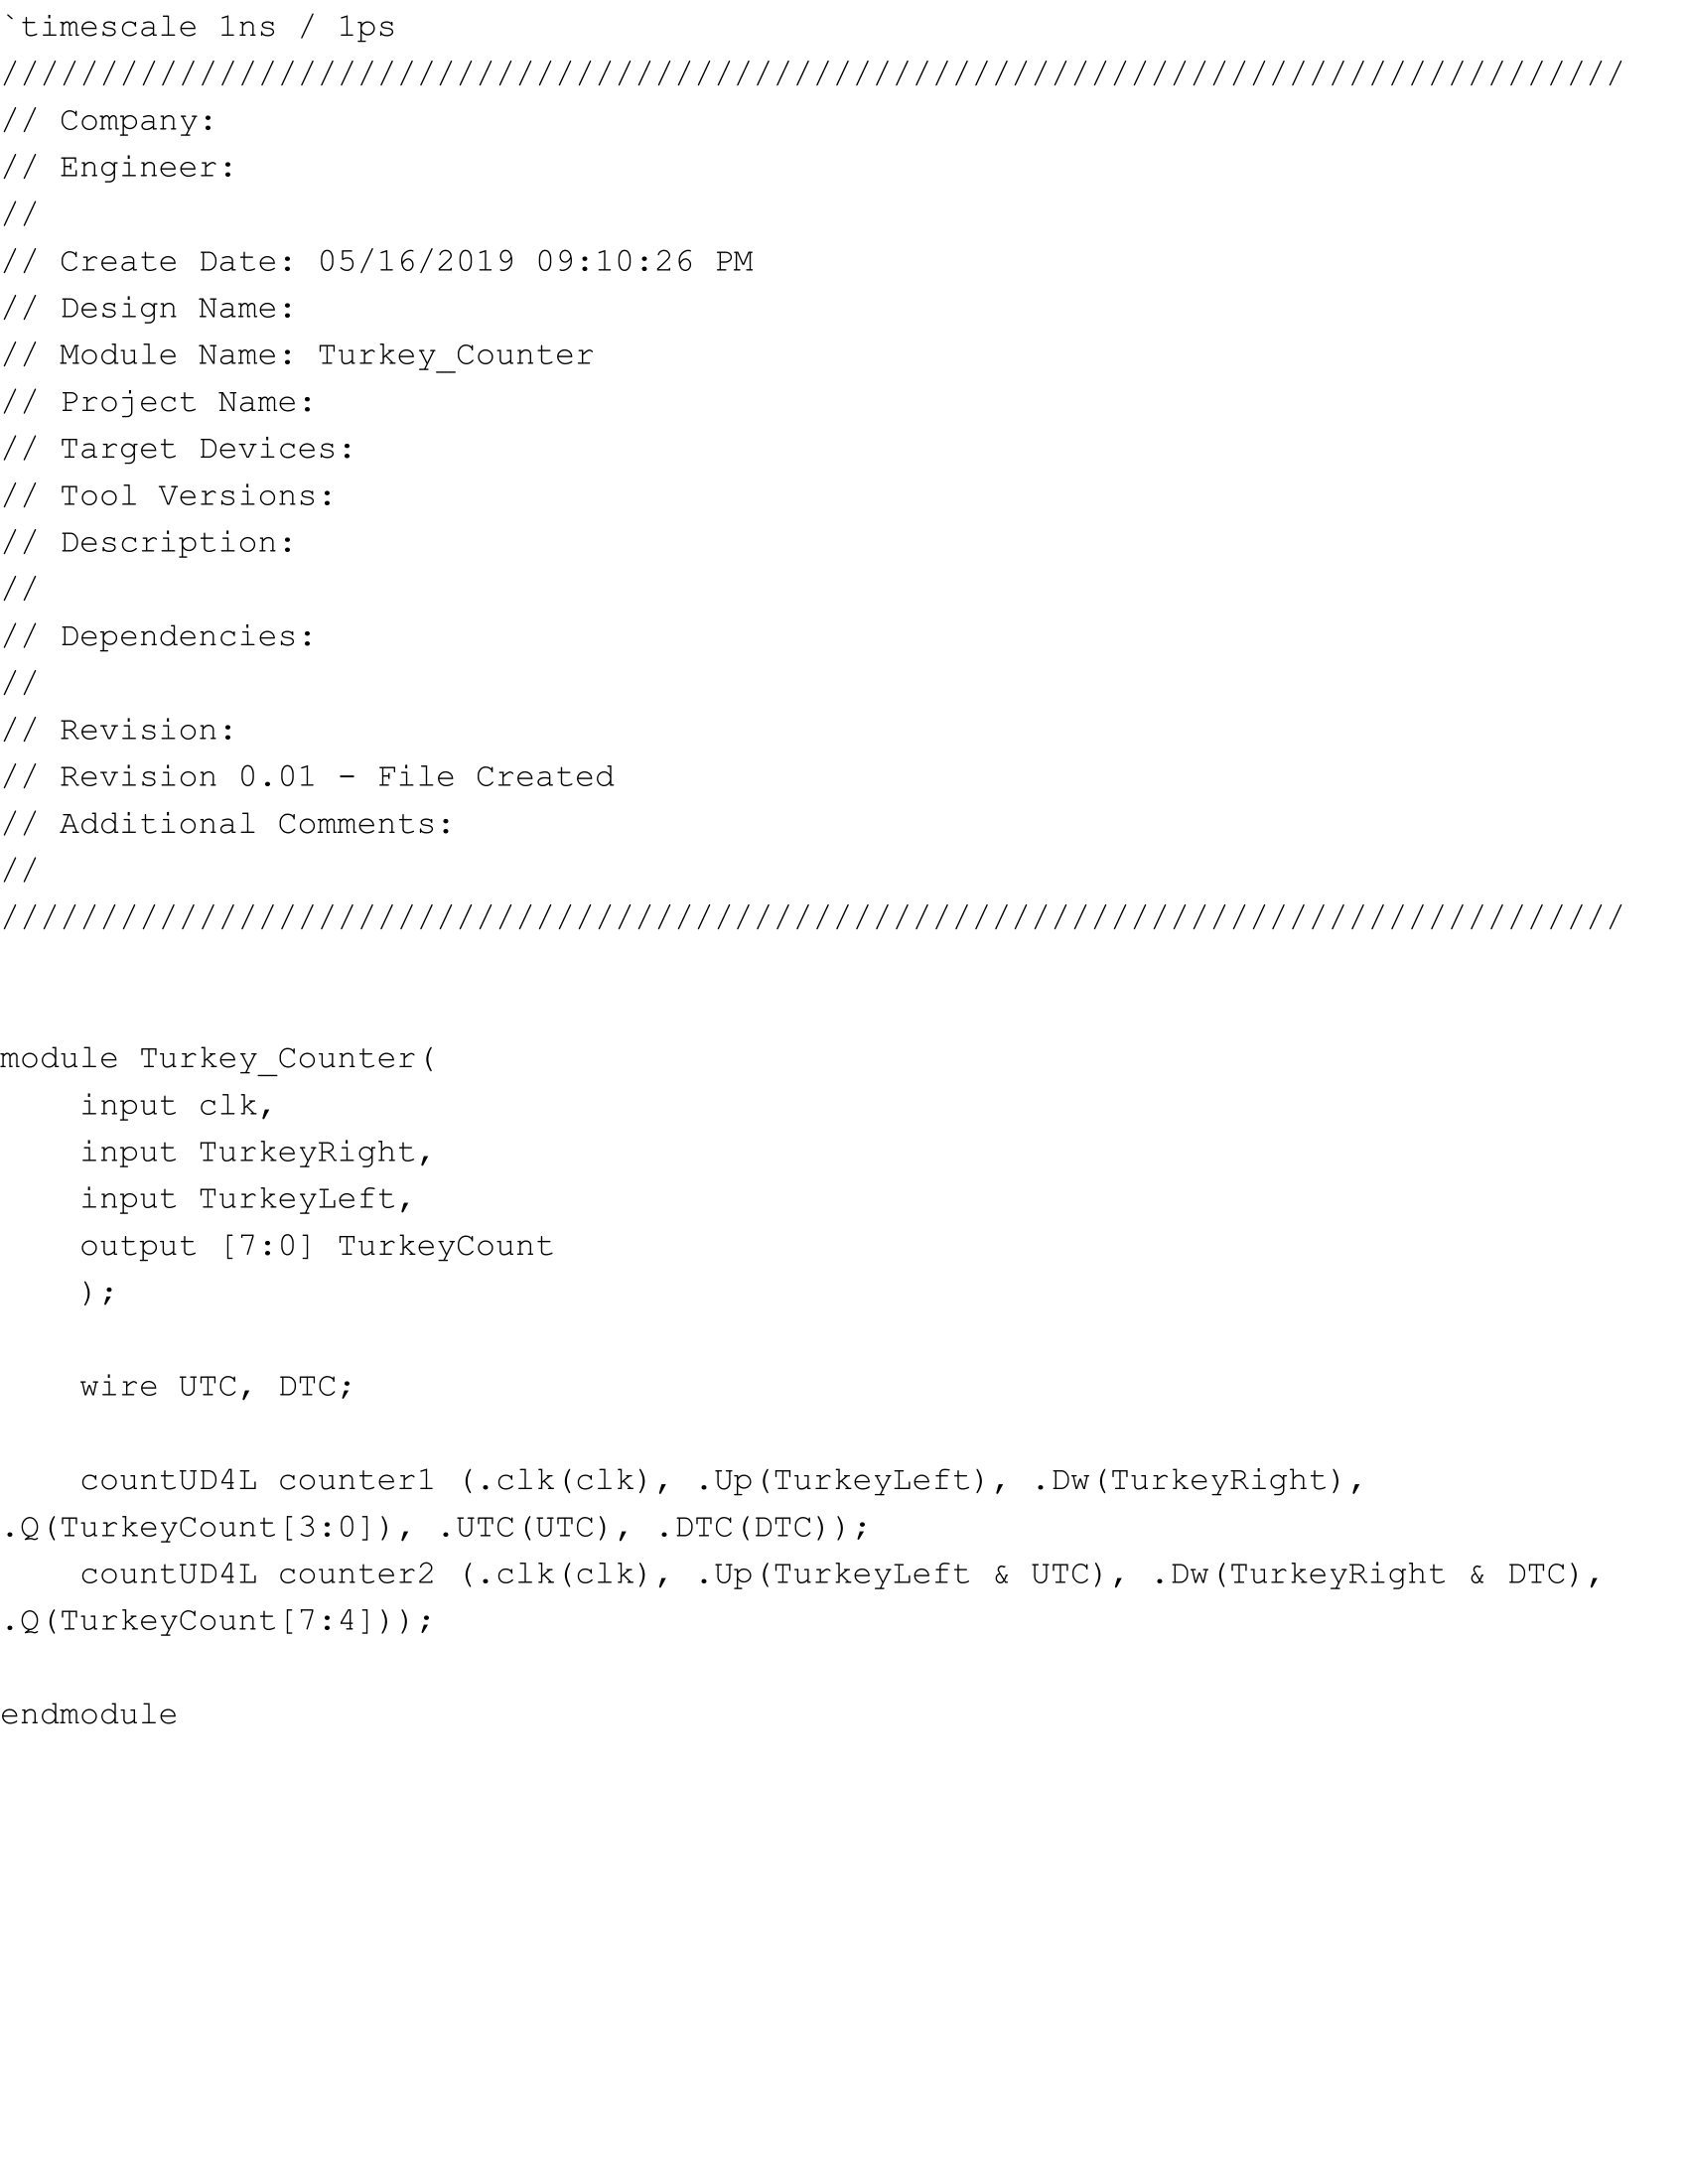 `timescale 1ns / 1ps
//////////////////////////////////////////////////////////////////////////////////
// Company:
// Engineer:
//
// Create Date: 05/16/2019 09:10:26 PM
// Design Name:
// Module Name: Turkey_Counter
// Project Name:
// Target Devices:
// Tool Versions:
// Description:
//
// Dependencies:
//
// Revision:
// Revision 0.01 - File Created
// Additional Comments:
//
//////////////////////////////////////////////////////////////////////////////////
module Turkey_Counter(
    input clk,
    input TurkeyRight,
    input TurkeyLeft,
    output [7:0] TurkeyCount
    );
    wire UTC, DTC;
    countUD4L counter1 (.clk(clk), .Up(TurkeyLeft), .Dw(TurkeyRight),
.Q(TurkeyCount[3:0]), .UTC(UTC), .DTC(DTC));
    countUD4L counter2 (.clk(clk), .Up(TurkeyLeft & UTC), .Dw(TurkeyRight & DTC),
.Q(TurkeyCount[7:4]));
endmodule